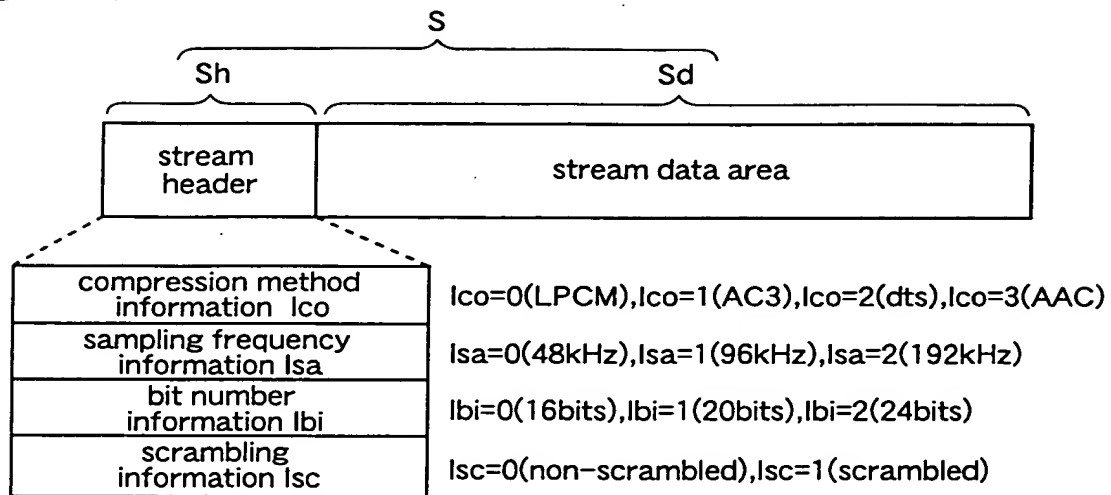 S
Sh Sd
stream
header
stream data area
compression method
information Ico
Ico=0(LPCM),Ico=1(AC3),Ico=2(dts),Ico=3(AAC)
sampling frequency
information Isa
Isa=0(48kHz),Isa=1(96kHz),Isa=2(192kHz)
bit number
information Ibi
Ibi=0(16bits),Ibi=1(20bits),Ibi=2(24bits)
scrambling
information Isc
Isc=0(non-scrambled),Isc=1(scrambled)